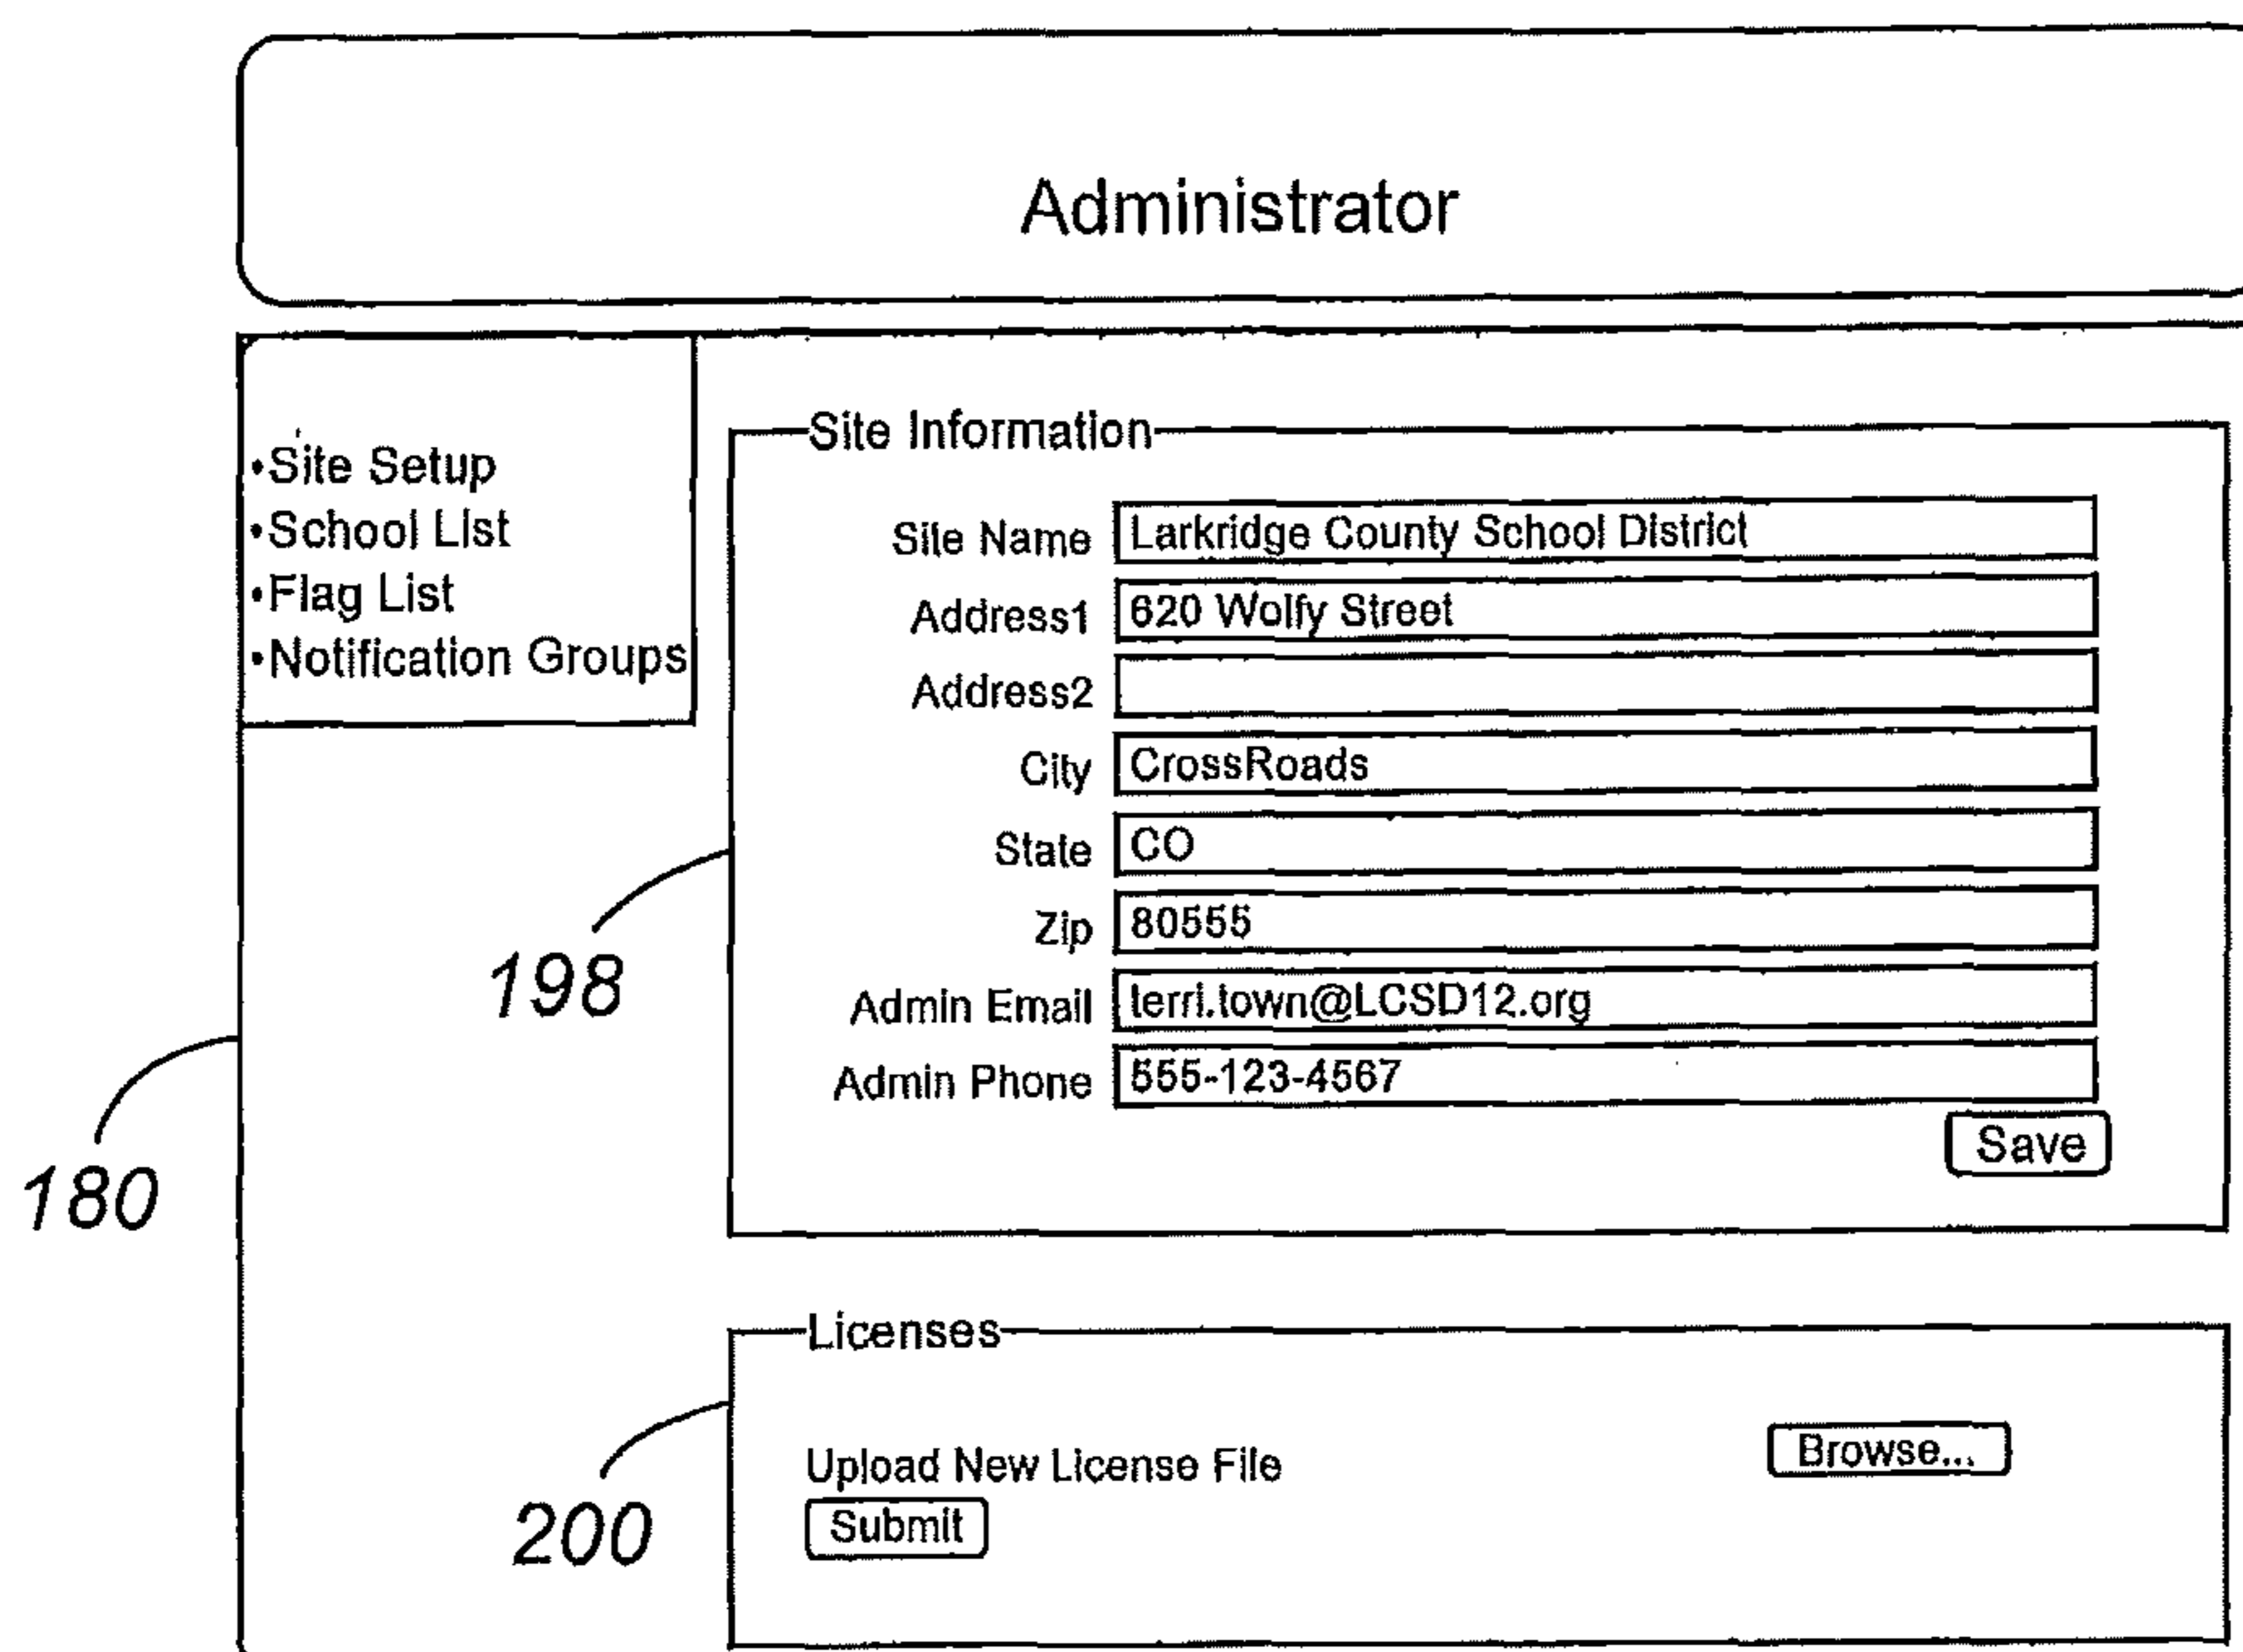 Administrator
•Site Setup
•School List
•Flag List
•Notification Groups
Site Information
Site Name Larkridge County School District
Address1 620 Wolfy Street
Address2
City CrossRoads
State CO
Zip 80555
Admin Email terri.town@LCSD12.org
Admin Phone 555-123-4567
Save
198
180
Licenses
Browse...
Upload New License File
Submit
200